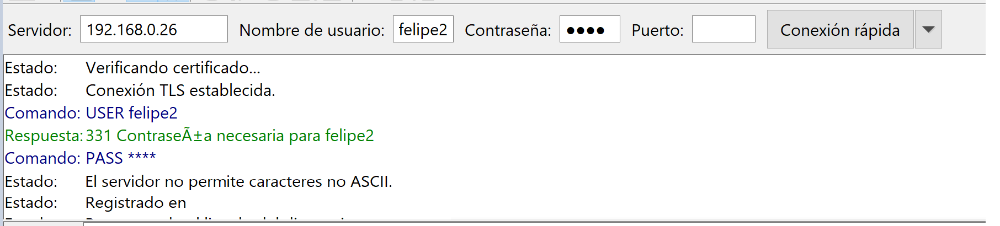 Servidor: 192.168.0.26 Nombre de usuario: felipe2 Contraseña: ●●●● Puerto: Conexión rápida
Estado: Verificando certificado...
Estado: Conexión TLS establecida.
Comando: USER felipe2
Respuesta: 331 ContraseÃ±a necesaria para felipe2
Comando: PASS ****
Estado: El servidor no permite caracteres no ASCII.
Estado: Registrado en